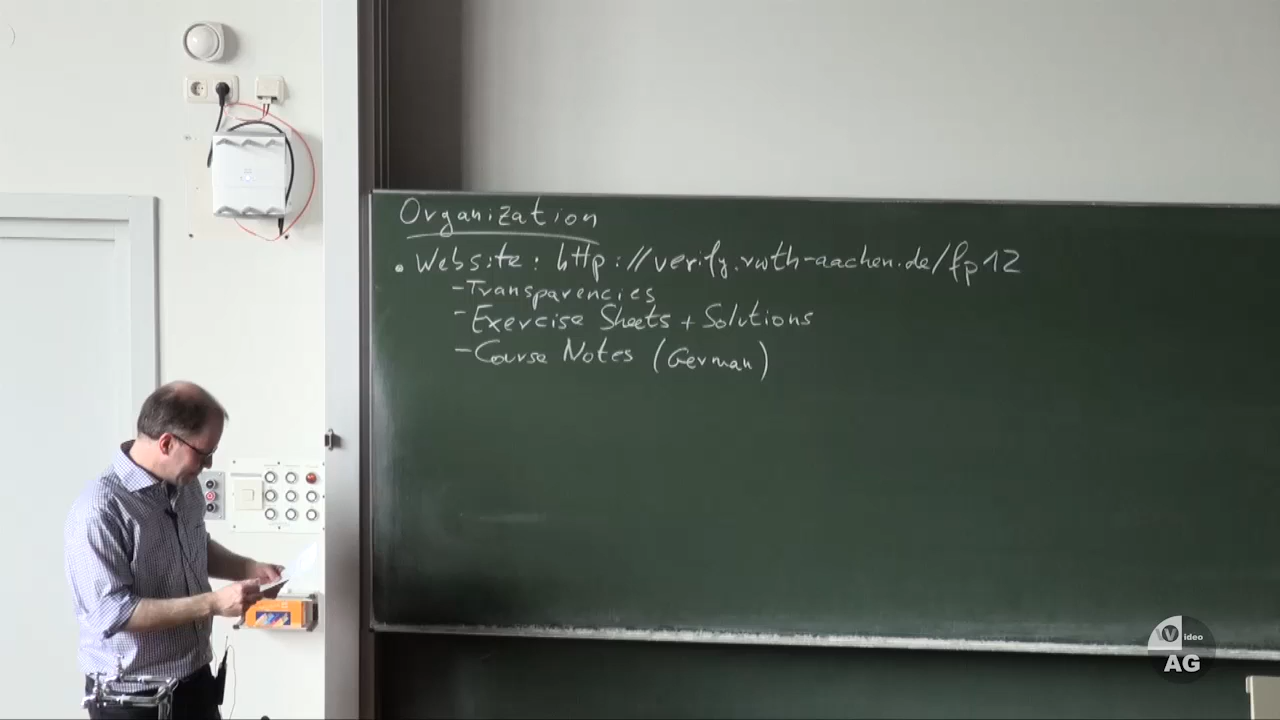 Organization
• Website: http://verify.rwth-aachen.de/fp12
- Transparencies
- Exercise Sheets + Solutions
- Course Notes (German)
Video
AG